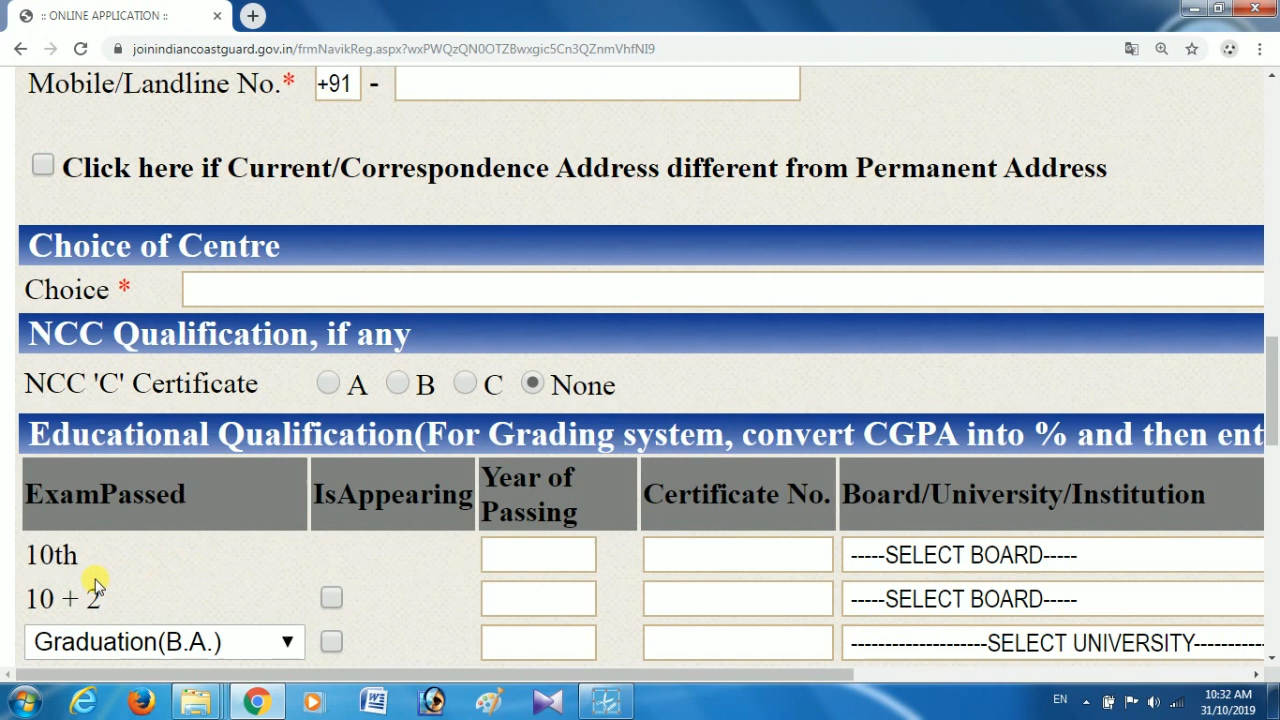 :: ONLINE APPLICATION ::
joinindiancoastguard.gov.in/frmNavikReg.aspx?wxPWQzQN0OTZBwxgic5Cn3QZnmVhfNI9
Mobile/Landline No.* +91 -
Click here if Current/Correspondence Address different from Permanent Address
Choice of Centre
Choice *
NCC Qualification, if any
NCC 'C' Certificate A B C None
Educational Qualification(For Grading system, convert CGPA into % and then ent
ExamPassed IsAppearing Year of Passing Certificate No. Board/University/Institution
10th -----SELECT BOARD-----
10 + 2 -----SELECT BOARD-----
Graduation(B.A.) --------------------SELECT UNIVERSITY-----------
EN 10:32 AM
31/10/2019